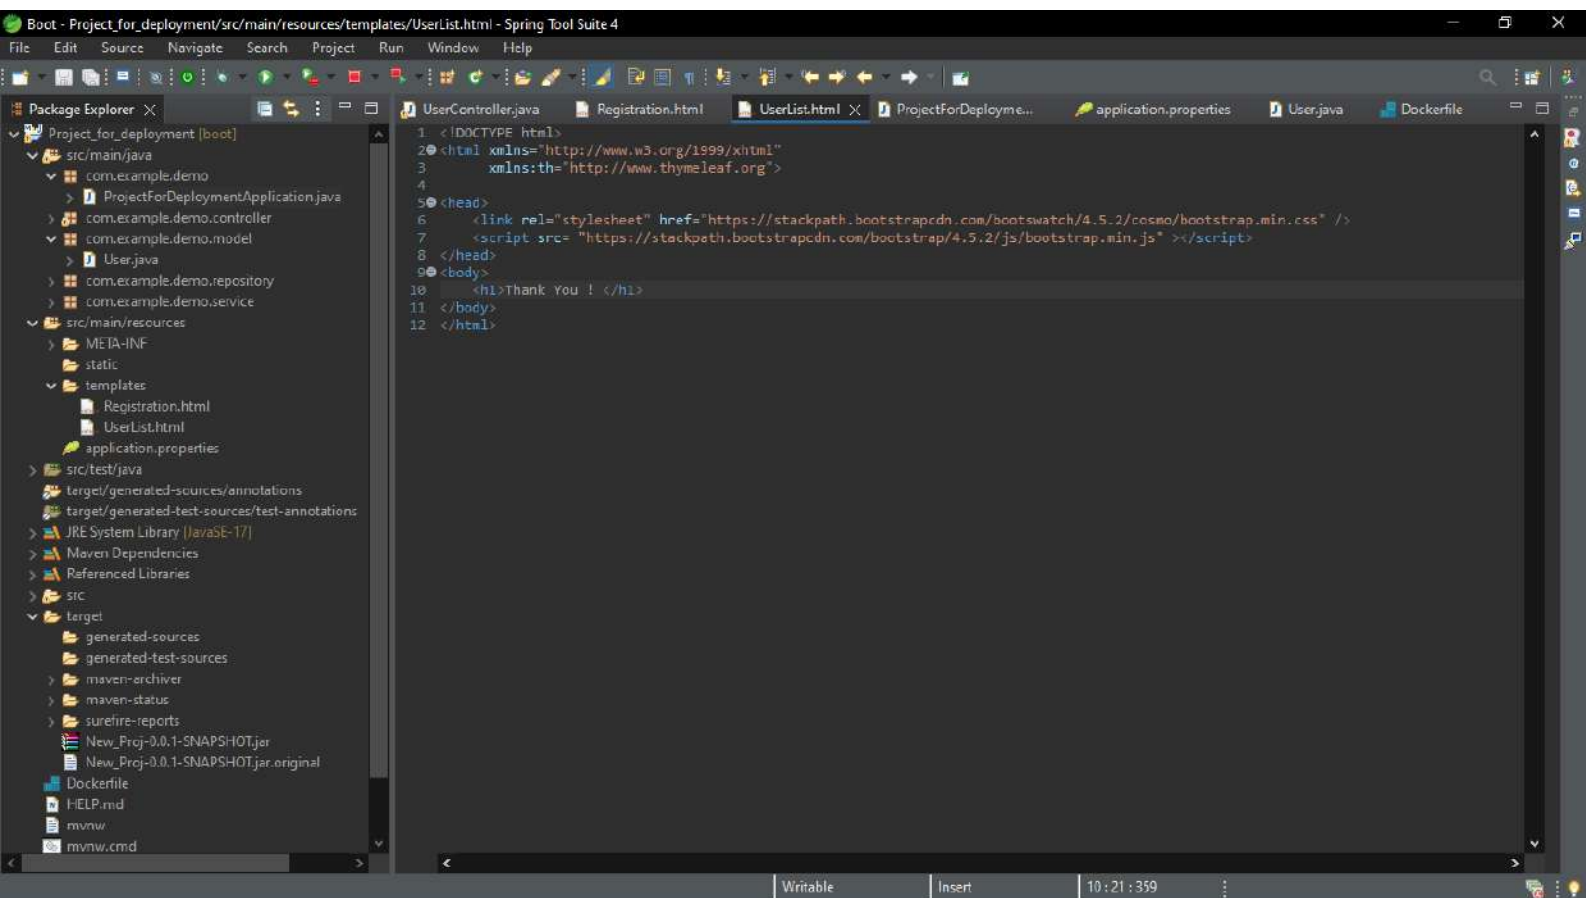 Boot - Project_for_deployment/src/main/resources/templates/UserList.html - Spring Tool Suite 4
File Edit Source Navigate Search Project Run Window Help
Package Explorer
UserController.java Registration.html UserList.html ProjectForDeployme... application.properties User.java Dockerfile
Project_for_deployment [boot]
src/main/java
com.example.demo
ProjectForDeploymentApplication.java
com.example.demo.controller
com.example.demo.model
User.java
com.example.demo.repository
com.example.demo.service
src/main/resources
META-INF
static
templates
Registration.html
UserList.html
application.properties
src/test/java
target/generated-sources/annotations
target/generated-test-sources/test-annotations
JRE System Library [JavaSE-17]
Maven Dependencies
Referenced Libraries
src
target
generated-sources
generated-test-sources
maven-archiver
maven-status
surefire-reports
New_Proj-0.0.1-SNAPSHOT.jar
New_Proj-0.0.1-SNAPSHOT.jar.original
Dockerfile
HELP.md
mvnw
mvnw.cmd
1 <!DOCTYPE html>
2 <html xmlns="http://www.w3.org/1999/xhtml"
3 xmlns:th="http://www.thymeleaf.org">
4
5 <head>
6 <link rel="stylesheet" href="https://stackpath.bootstrapcdn.com/bootswatch/4.5.2/cosmo/bootstrap.min.css" />
7 <script src= "https://stackpath.bootstrapcdn.com/bootstrap/4.5.2/js/bootstrap.min.js" ></script>
8 </head>
9 <body>
10 <h1>Thank You ! </h1>
11 </body>
12 </html>
Writable Insert 10 : 21 : 359